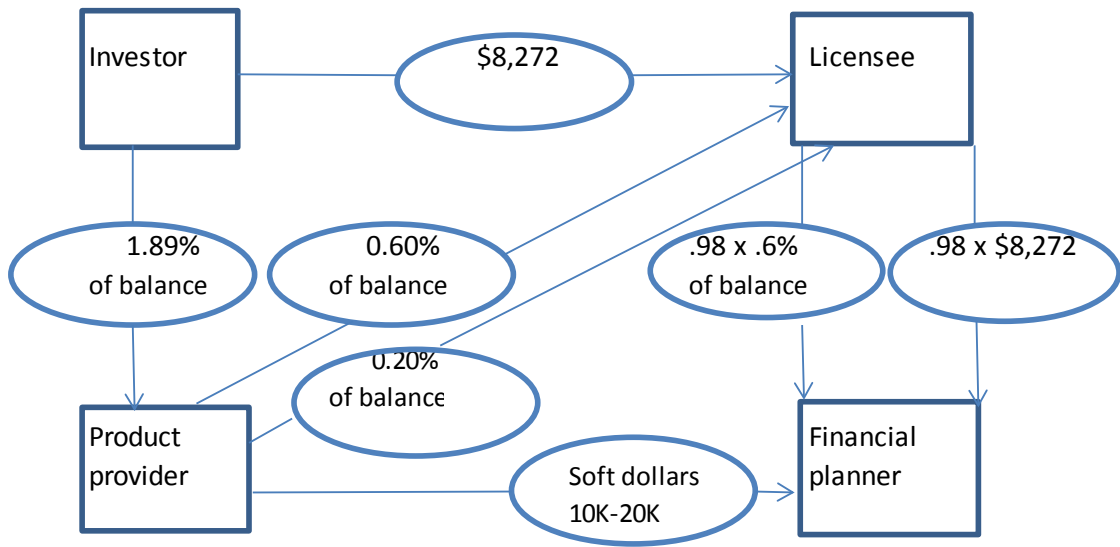 Investor
$8,272
Licensee
1.89%
of balance
0.60%
of balance
.98 x .6%
of balance
.98 x $8,272
0.20%
of balance
Product
provider
Soft dollars
10K-20K
Financial
planner